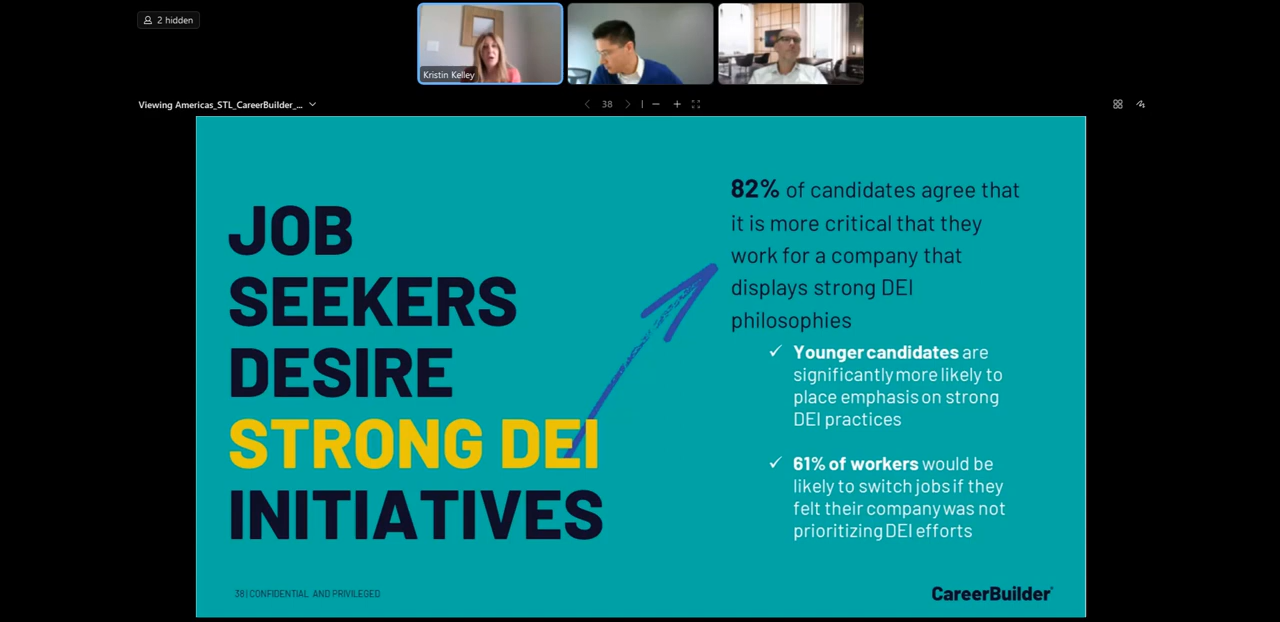 2 hidden
Kristin Kelley
Viewing Americas_STL_CareerBuilder_...
38
JOB
SEEKERS
DESIRE
STRONG DEI
INITIATIVES
82% of candidates agree that
it is more critical that they
work for a company that
displays strong DEI
philosophies
Younger candidates are
significantly more likely to
place emphasis on strong
DEI practices
61% of workers would be
likely to switch jobs if they
felt their company was not
prioritizing DEI efforts
38 | CONFIDENTIAL AND PRIVILEGED
CareerBuilder